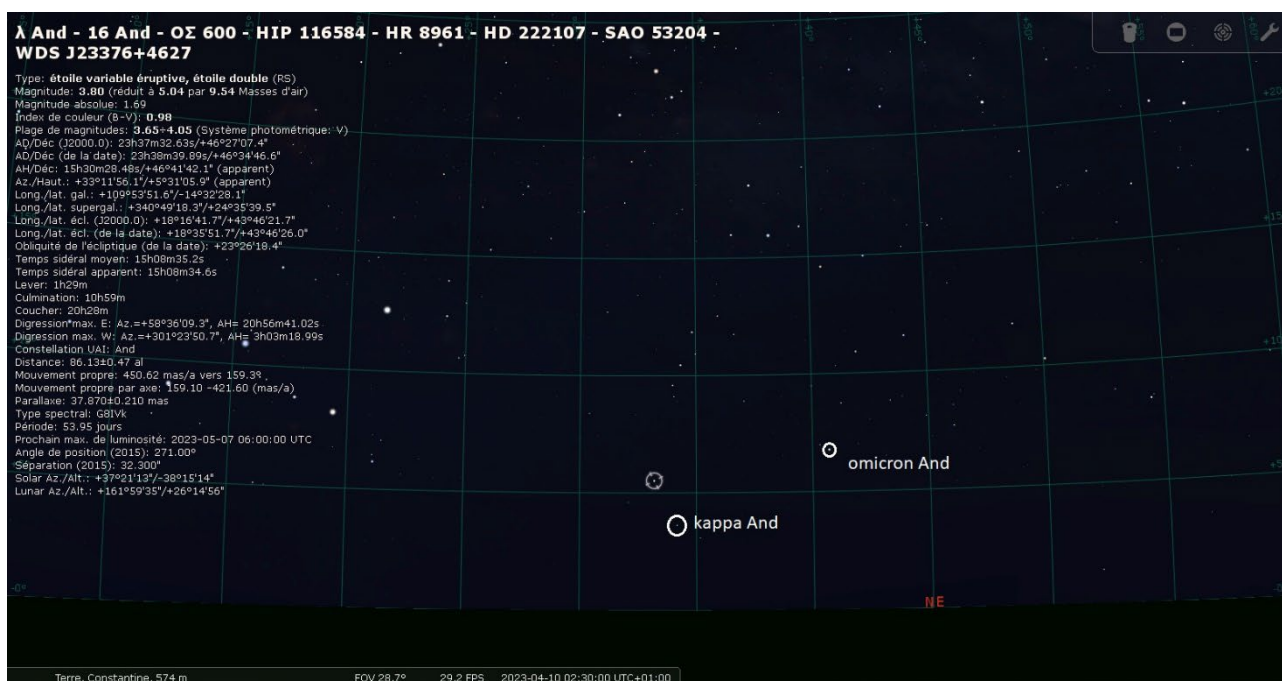 λ And - 16 And - ΟΣ 600 - HIP 116584 - HR 8961 - HD 222107 - SAO 53204 -
WDS J23376+4627
Type: étoile variable éruptive, étoile double (RS)
Magnitude: 3.80 (réduit à 5.04 par 9.54 Masses d'air)
Magnitude absolue: 1.69
Index de couleur (B-V): 0.98
Plage de magnitudes: 3.65÷4.05 (Système photométrique: V)
AD/Déc (J2000.0): 23h37m32.63s/+46°27'07.4"
AD/Déc (de la date): 23h38m39.89s/+46°34'46.6"
AH/Déc: 15h30m28.48s/+46°41'42.1" (apparent)
Az./Haut.: +33°11'56.1"/+5°31'05.9" (apparent)
Long./lat. gal.: +109°53'51.6"/-14°32'28.1"
Long./lat. supergal.: +340°49'18.3"/+24°35'39.5"
Long./lat. écl. (J2000.0): +18°16'41.7"/+43°46'21.7"
Long./lat. écl. (de la date): +18°35'51.7"/+43°46'26.0"
Obliquité de l'écliptique (de la date): +23°26'18.4"
Temps sidéral moyen: 15h08m35.2s
Temps sidéral apparent: 15h08m34.6s
Lever: 1h29m
Culmination: 10h59m
Coucher: 20h28m
Digression max. E: Az.=+58°36'09.3", AH= 20h56m41.02s
Digression max. W: Az.=+301°23'50.7", AH= 3h03m18.99s
Constellation UAI: And
Distance: 86.13±0.47 al
Mouvement propre: 450.62 mas/a vers 159.3°
Mouvement propre par axe: 159.10 -421.60 (mas/a)
Parallaxe: 37.870±0.210 mas
Type spectral: G8IVk
Période: 53.95 jours
Prochain max. de luminosité: 2023-05-07 06:00:00 UTC
Angle de position (2015): 271.00°
Séparation (2015): 32.300"
Solar Az./Alt.: +37°21'13"/-38°15'14"
Lunar Az./Alt.: +161°59'35"/+26°14'56"
omicron And
kappa And
+10°
-0°
NE
Terre, Constantine, 574 m FOV 28.7° 29.2 FPS 2023-04-10 02:30:00 UTC+01:00